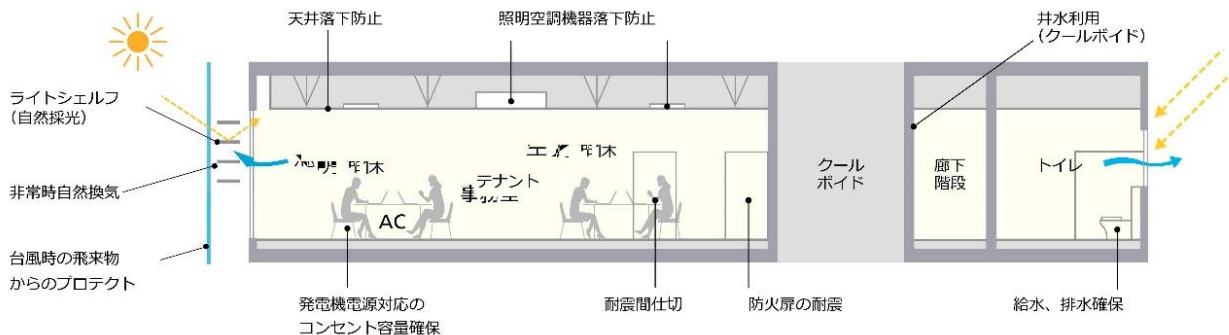 天井落下防止
照明空調機器落下防止
井水利用
（クールボイド）
ライトシェルフ
（自然採光）
テナント
クール
ボイド
廊下
階段
トイレ
非常時自然換気
AC
台風時の飛来物
からのプロテクト
発電機電源対応の
コンセント容量確保
耐震間仕切
防火扉の耐震
給水、排水確保